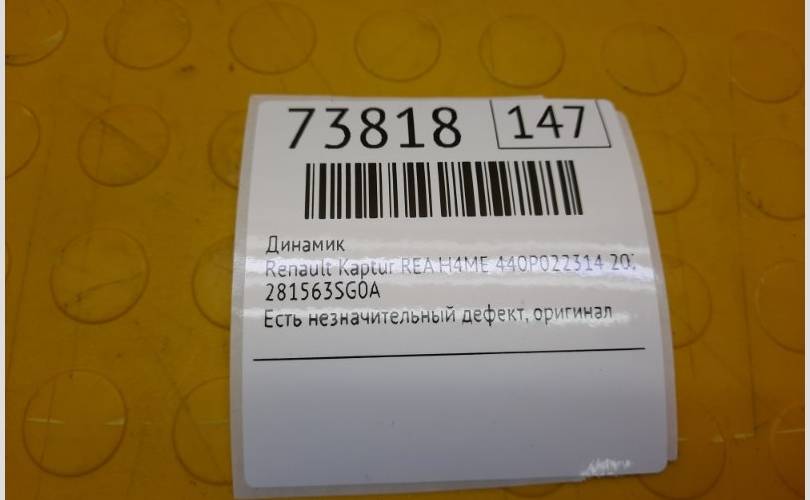 73818 147
Динамик
Renault Kaptur REA H4ME 440P022314
281563SG0A
Есть незначительный дефект, оригинал